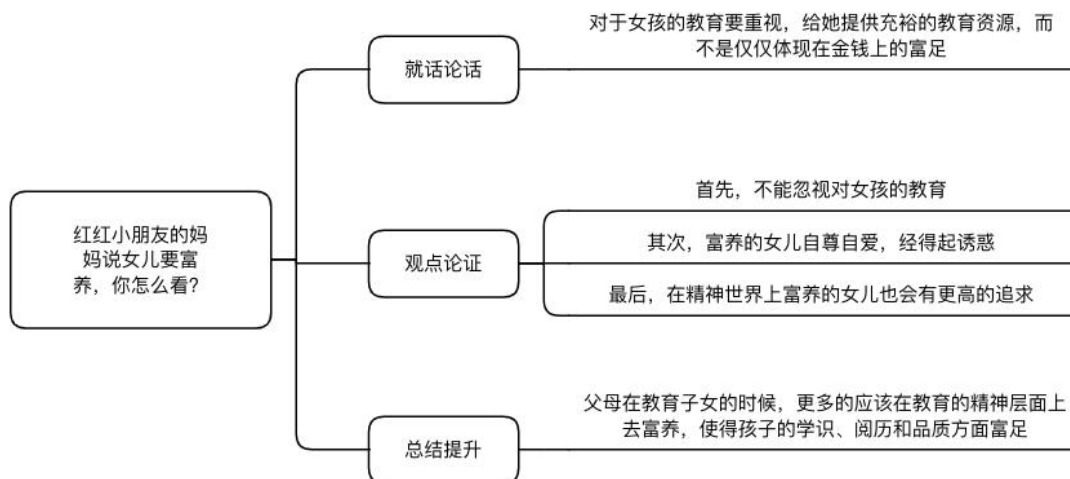 红红小朋友的妈
妈说女儿要富
养，你怎么看？
就话论话
对于女孩的教育要重视，给她提供充裕的教育资源，而
不是仅仅体现在金钱上的富足
观点论证
首先，不能忽视对女孩的教育
其次，富养的女儿自尊自爱，经得起诱惑
最后，在精神世界上富养的女儿也会有更高的追求
总结提升
父母在教育子女的时候，更多的应该在教育的精神层面上
去富养，使得孩子的学识、阅历和品质方面富足